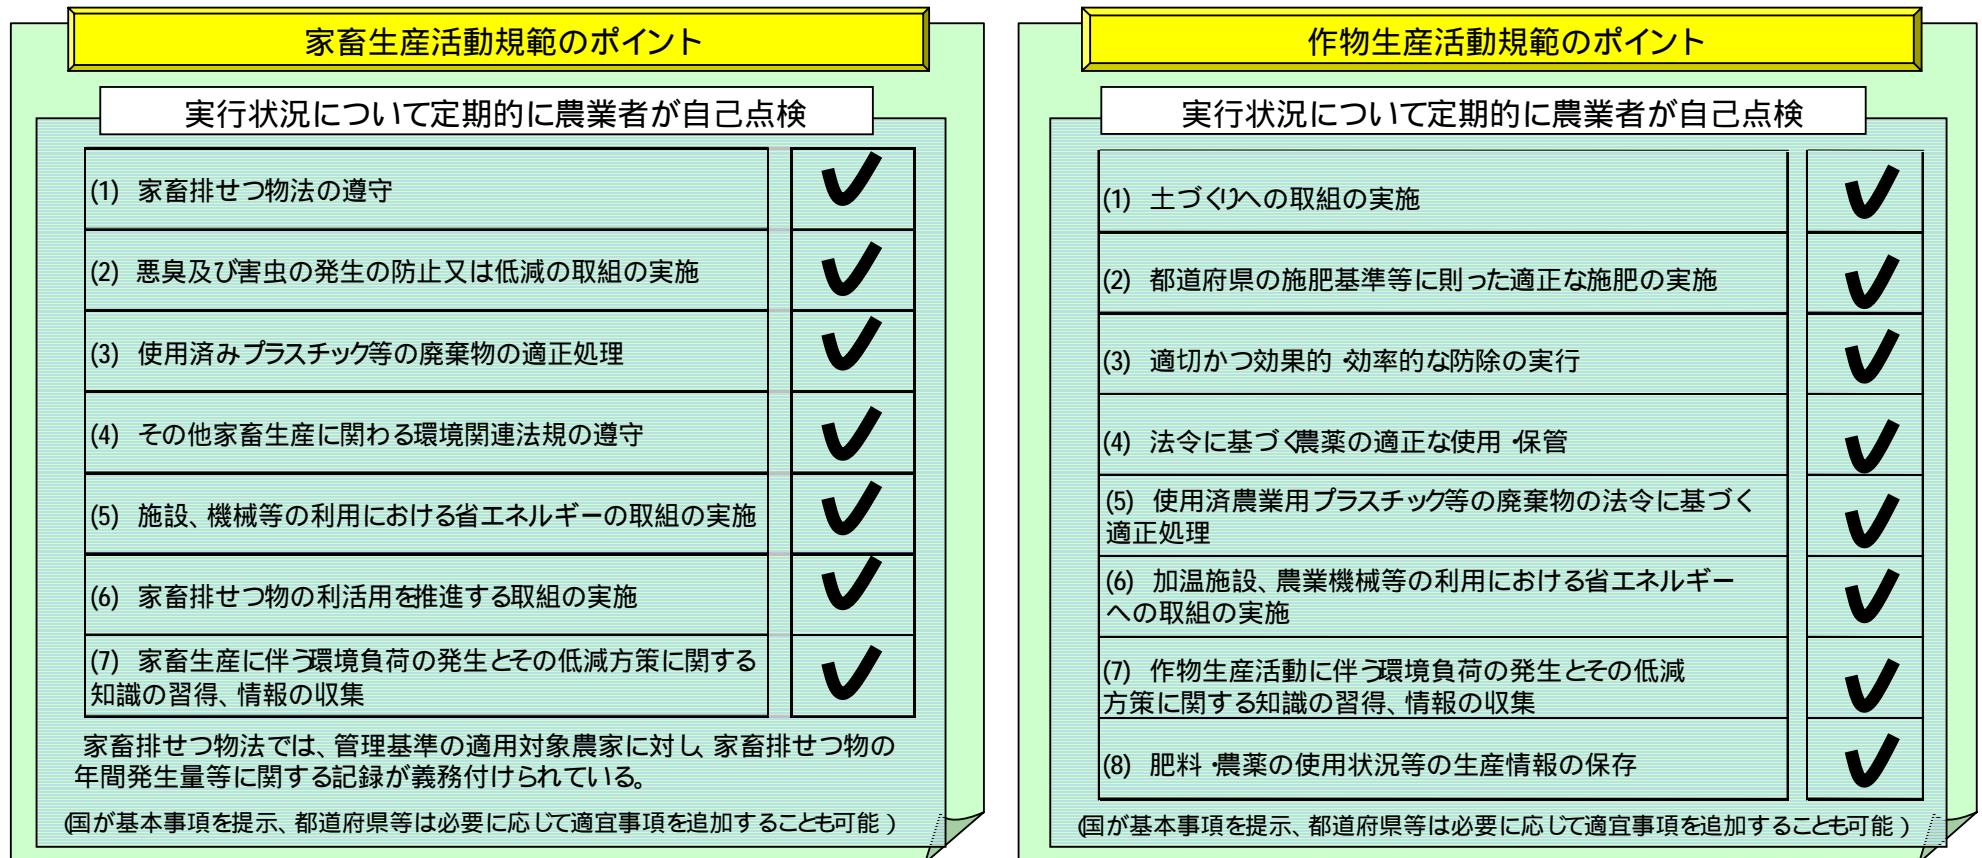 家畜生産活動規範のポイント
実行状況について定期的に農業者が自己点検
(1) 家畜排せつ物法の遵守
(2) 悪臭及び害虫の発生の防止又は低減の取組の実施
(3) 使用済みプラスチック等の廃棄物の適正処理
(4) その他家畜生産に関わる環境関連法規の遵守
(5) 施設、機械等の利用における省エネルギーの取組の実施
(6) 家畜排せつ物の利活用を推進する取組の実施
(7) 家畜生産に伴う環境負荷の発生とその低減方策に関する
知識の習得、情報の収集
家畜排せつ物法では、管理基準の適用対象農家に対し、家畜排せつ物の
年間発生量等に関する記録が義務付けられている。
(国が基本事項を提示、都道府県等は必要に応じて適宜事項を追加することも可能)
作物生産活動規範のポイント
実行状況について定期的に農業者が自己点検
(1) 土づくりへの取組の実施
(2) 都道府県の施肥基準等に則った適正な施肥の実施
(3) 適切かつ効果的・効率的な防除の実行
(4) 法令に基づく農薬の適正な使用・保管
(5) 使用済農業用プラスチック等の廃棄物の法令に基づく
適正処理
(6) 加温施設、農業機械等の利用における省エネルギー
への取組の実施
(7) 作物生産活動に伴う環境負荷の発生とその低減
方策に関する知識の習得、情報の収集
(8) 肥料・農薬の使用状況等の生産情報の保存
(国が基本事項を提示、都道府県等は必要に応じて適宜事項を追加することも可能)